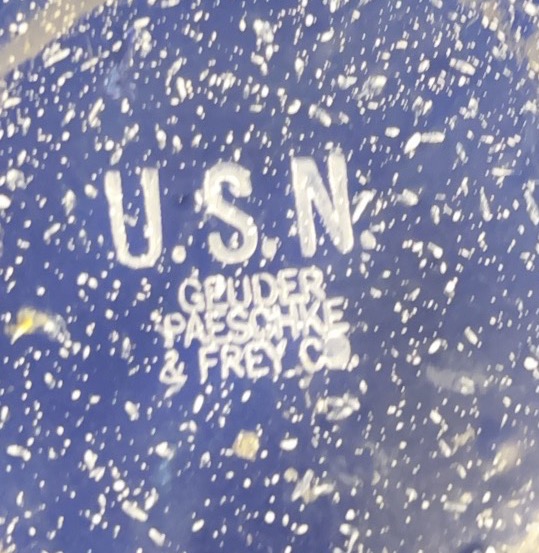 U.S.N
GEUDER
PAESCHKE
& FREY Co